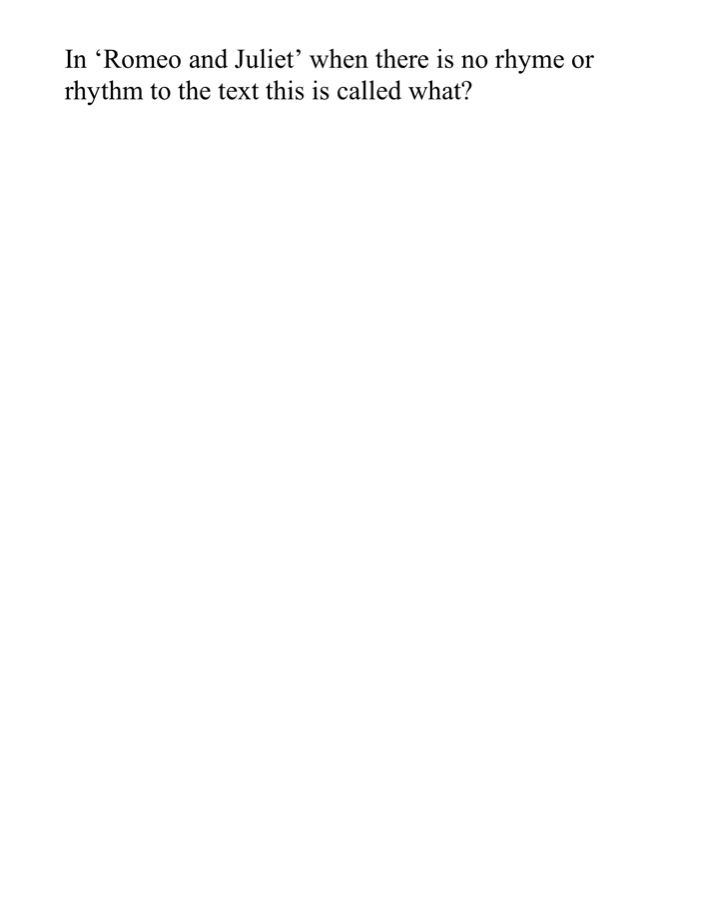 In ‘Romeo and Juliet’ when there is no rhyme or
rhythm to the text this is called what?